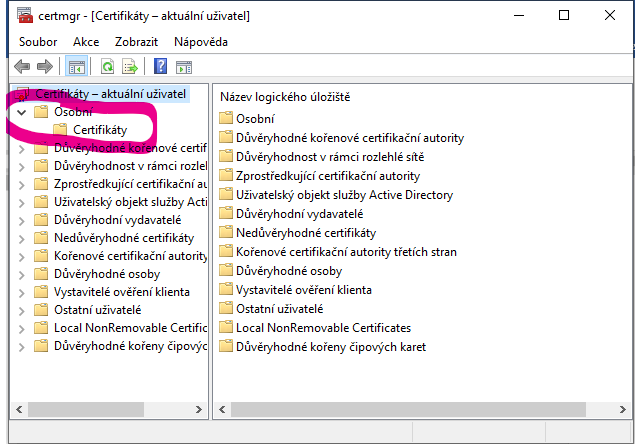 certmgr - [Certifikáty – aktuální uživatel]
Soubor Akce Zobrazit Nápověda
Certifikáty – aktuální uživatel
Osobní
Certifikáty
Důvěryhodné kořenové certif
Důvěryhodnost v rámci rozlehl
Zprostředkující certifikační au
Uživatelský objekt služby Acti
Důvěryhodní vydavatelé
Nedůvěryhodné certifikáty
Kořenové certifikační autority
Důvěryhodné osoby
Vystavitelé ověření klienta
Ostatní uživatelé
Local NonRemovable Certific
Důvěryhodné kořeny čipových
Název logického úložiště
Osobní
Důvěryhodné kořenové certifikační autority
Důvěryhodnost v rámci rozlehlé sítě
Zprostředkující certifikační autority
Uživatelský objekt služby Active Directory
Důvěryhodní vydavatelé
Nedůvěryhodné certifikáty
Kořenové certifikační autority třetích stran
Důvěryhodné osoby
Vystavitelé ověření klienta
Ostatní uživatelé
Local NonRemovable Certificates
Důvěryhodné kořeny čipových karet